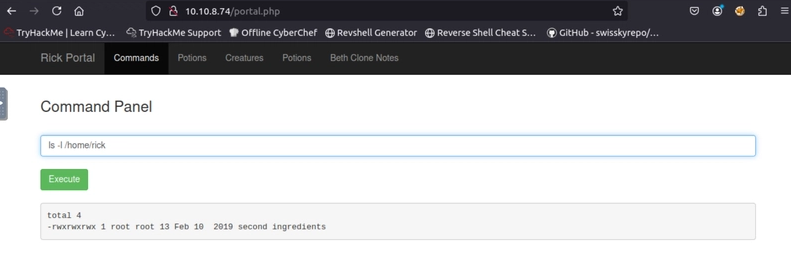 10.10.8.74/portal.php
TryHackMe | Learn Cy… TryHackMe Support Offline CyberChef Revshell Generator Reverse Shell Cheat S… GitHub - swisskyrepo/…
Rick Portal Commands Potions Creatures Potions Beth Clone Notes
Command Panel
ls -l /home/rick
Execute
total 4
-rwxrwxrwx 1 root root 13 Feb 10  2019 second ingredients